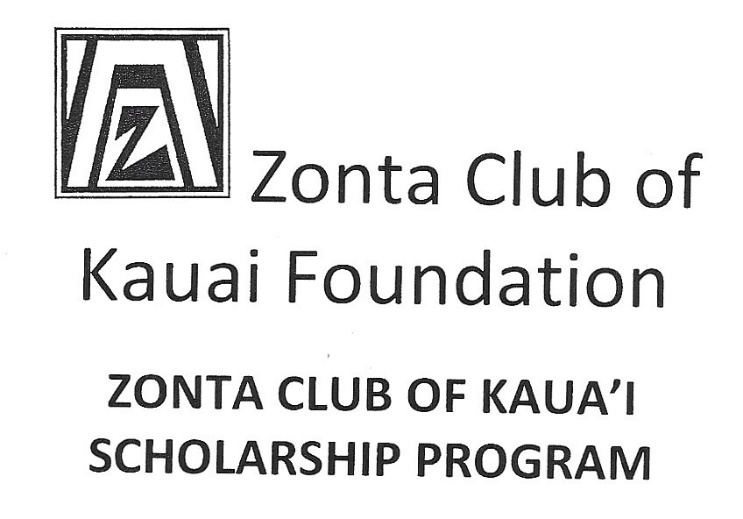 Zonta Club of
Kauai Foundation
ZONTA CLUB OF KAUA’I
SCHOLARSHIP PROGRAM